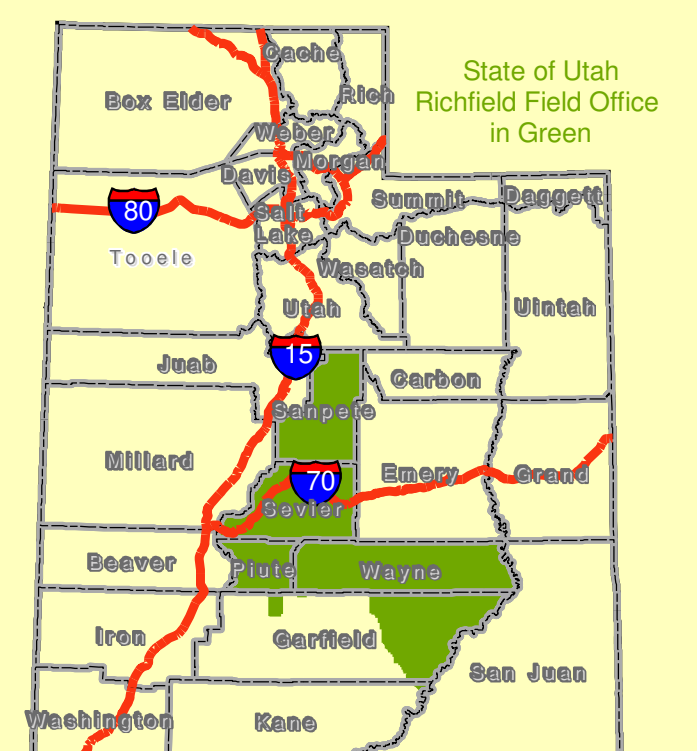 State of Utah
Richfield Field Office
in Green
Cache
Box Elder
Rich
Weber
Morgan
Davis
Summit
Daggett
80
Salt
Lake
Duchesne
Tooele
Wasatch
Utah
Uintah
15
Juab
Carbon
Sanpete
Millard
Emery
Grand
70
Sevier
Beaver
Piute
Wayne
Iron
Garfield
San Juan
Washington
Kane